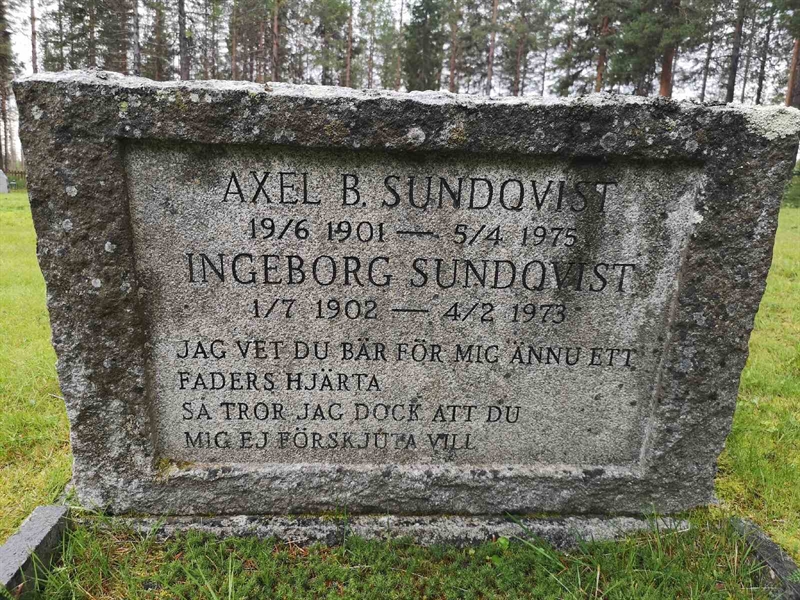 AXEL B. SUNDQVIST
19/6 1901 — 5/4 1975
INGEBORG SUNDQVIST
1/7 1902 — 4/2 1973
JAG VET DU BÄR FÖR MIG ÄNNU ETT
FADERS HJÄRTA
SÅ TROR JAG DOCK ATT DU
MIG EJ FÖRSKJUTA VILL